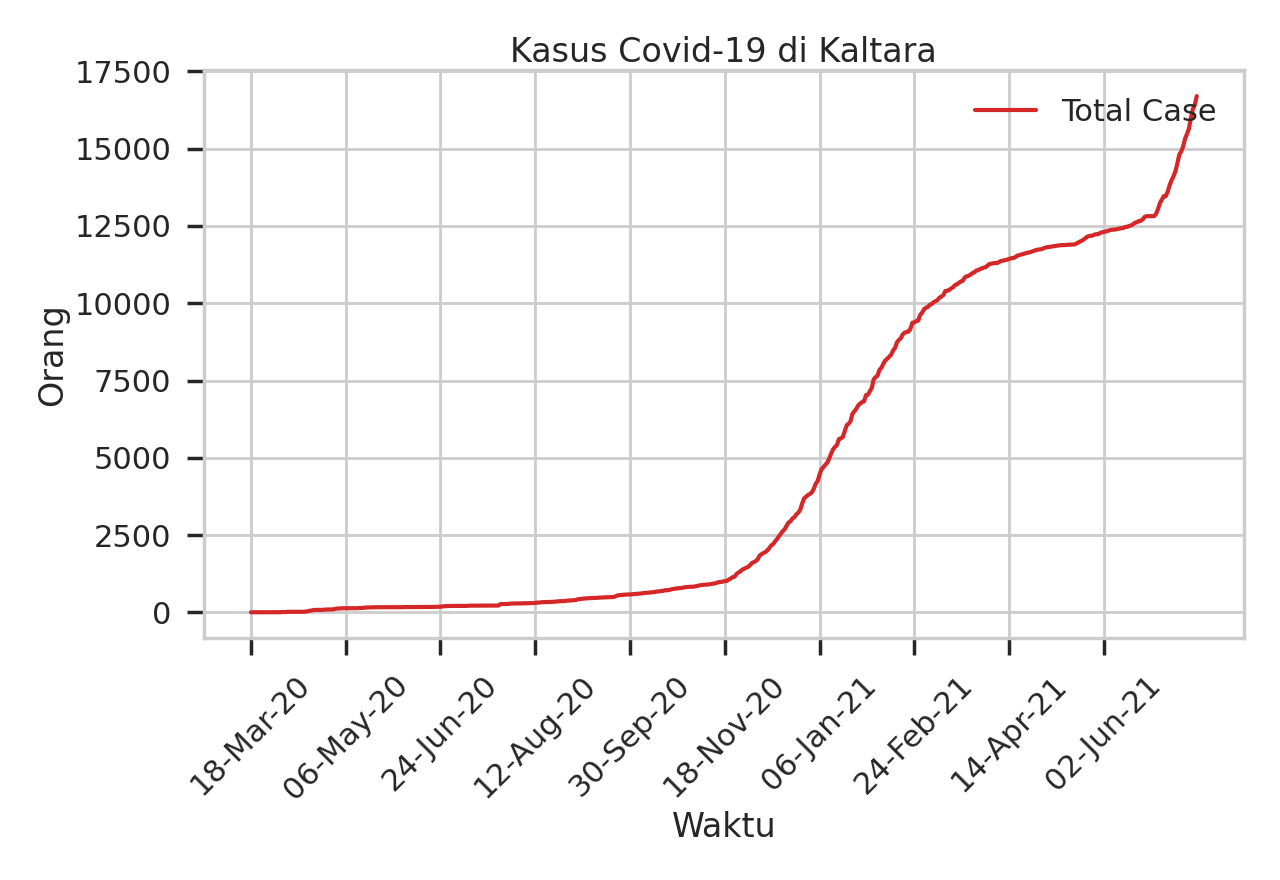 Kasus Covid-19 di Kaltara
Total Case
Orang
17500
15000
12500
10000
7500
5000
2500
0
18-Mar-20
06-May-20
24-Jun-20
12-Aug-20
30-Sep-20
18-Nov-20
06-Jan-21
24-Feb-21
14-Apr-21
02-Jun-21
Waktu